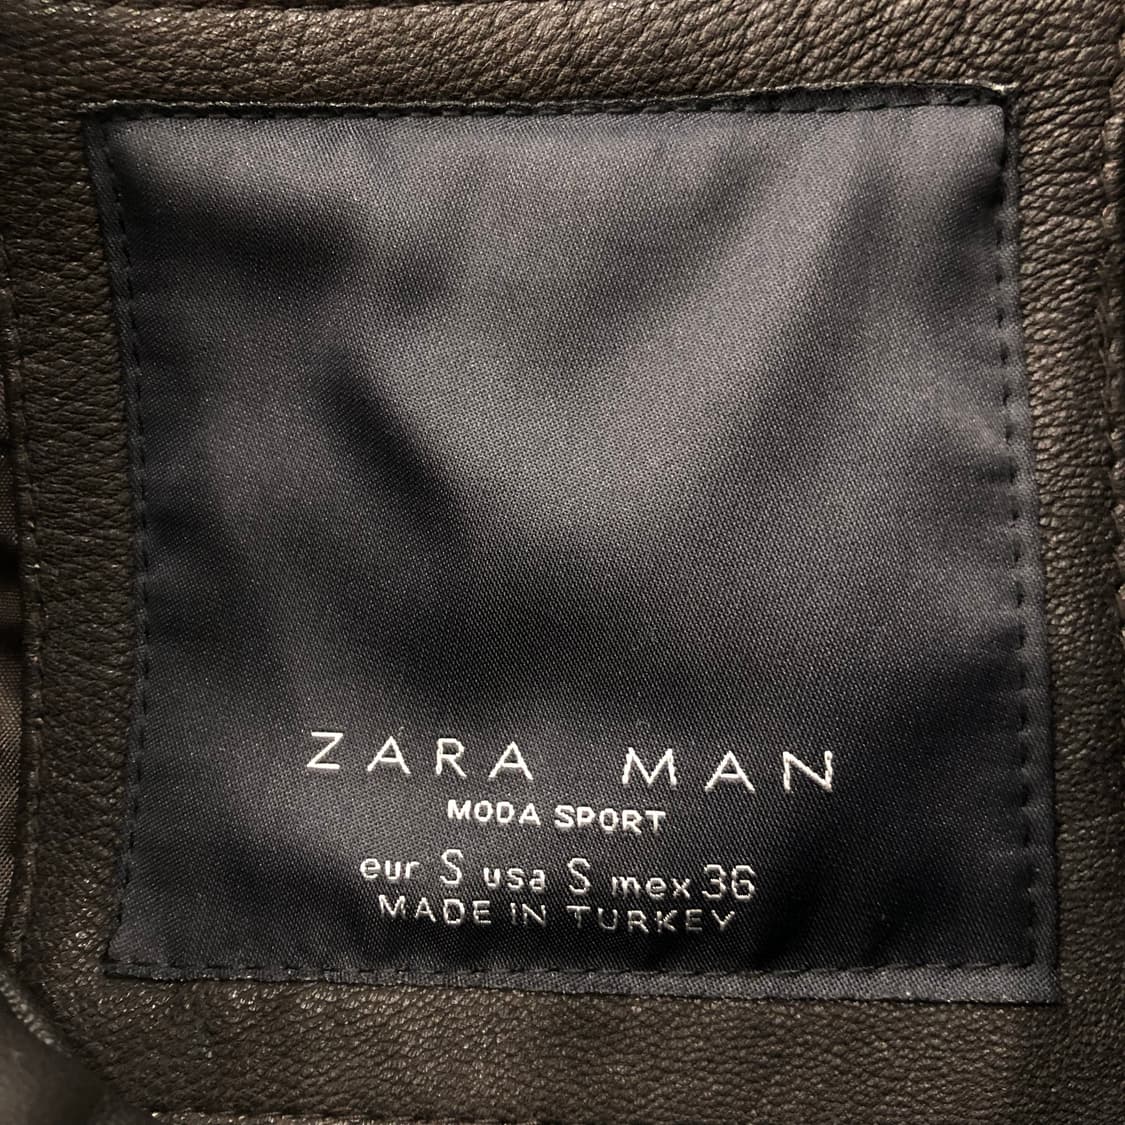 ZARA MAN
MODA SPORT
eur S usa S mex 36
MADE IN TURKEY